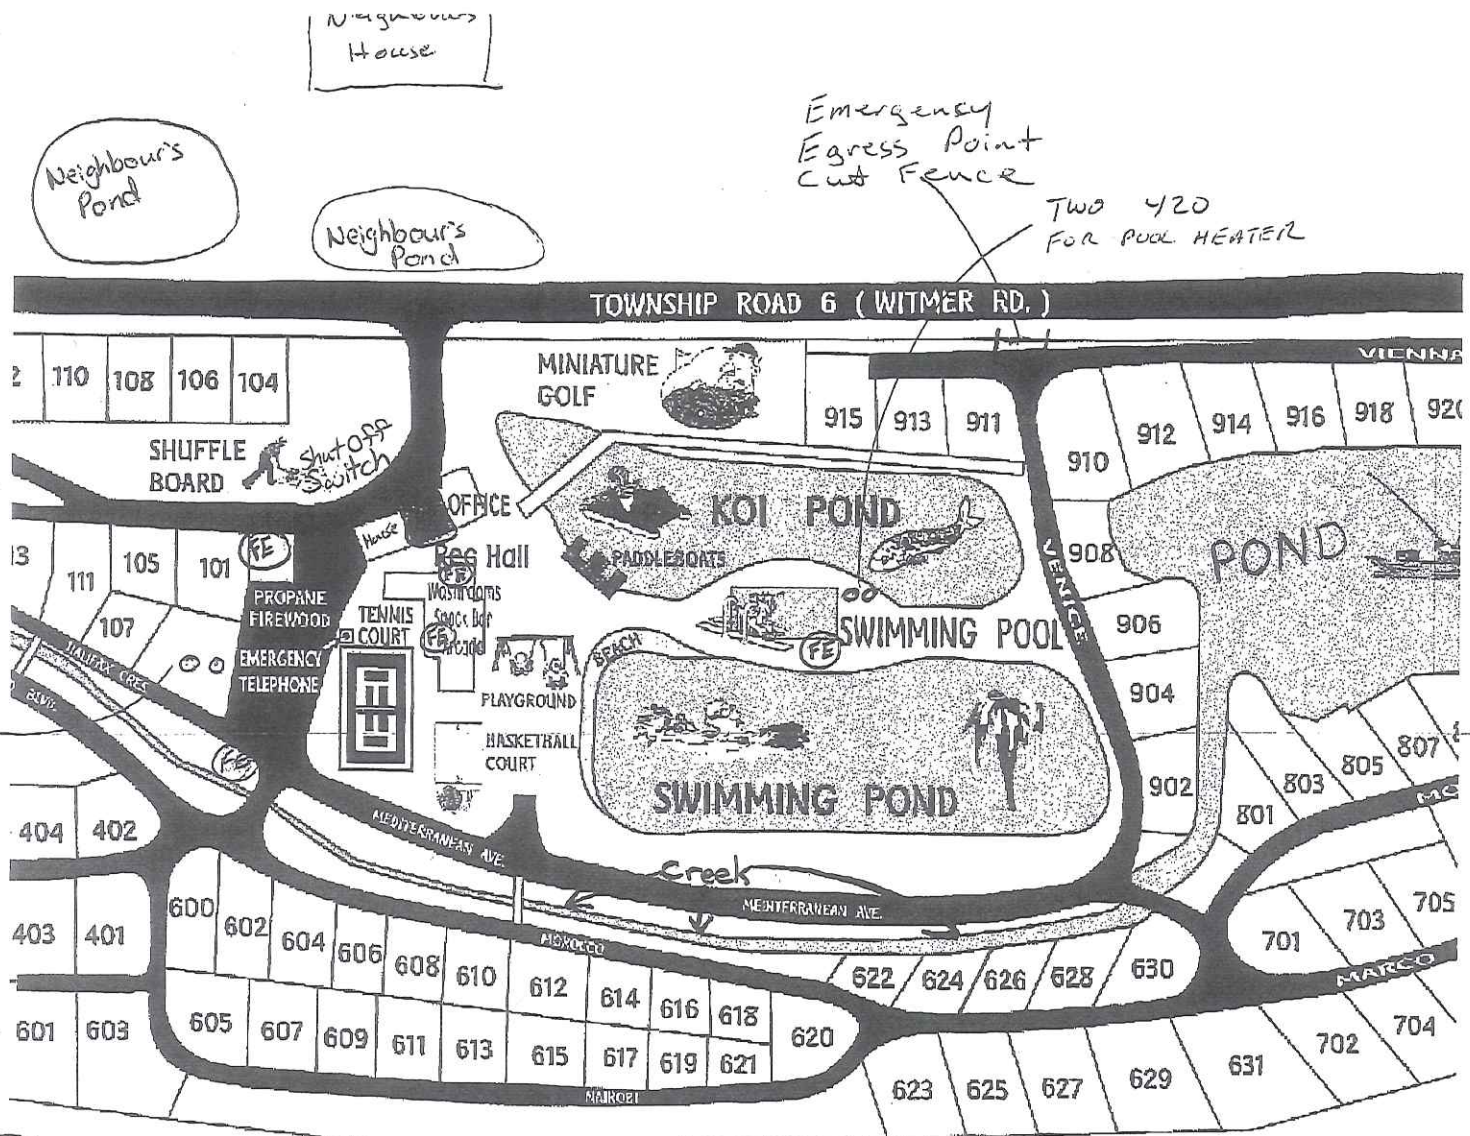 Neighbours
House
Neighbour's
Pond
Neighbour's
Pond
Emergency
Egress Point
Cut Fence
TWO 420
FOR POOL HEATER
TOWNSHIP ROAD 6 ( WITMER RD. )
VIENNA
110
108
106
104
MINIATURE
GOLF
915
913
911
910
912
914
916
918
920
SHUFFLE
BOARD
Shut Off
Switch
OFFICE
House
KOI POND
PADDLEBOATS
POND
VENICE
908
906
904
902
111
105
101
107
FE
PROPANE
FIREWOOD
EMERGENCY
TELEPHONE
Rec Hall
FE
Washrooms
Snack Bar
Arcade
FE
TENNIS
COURT
PLAYGROUND
BASKETBALL
COURT
BEACH
SWIMMING POOL
FE
SWIMMING POND
HALIFAX CRES
BLVD.
FE
MEDITERRANEAN AVE.
Creek
MEDITERRANEAN AVE.
801
803
805
807
404
402
403
401
600
602
604
606
608
610
612
614
616
618
620
622
624
626
628
630
MOROCCO
701
703
705
MARCO
601
603
605
607
609
611
613
615
617
619
621
NAIROBI
623
625
627
629
631
702
704